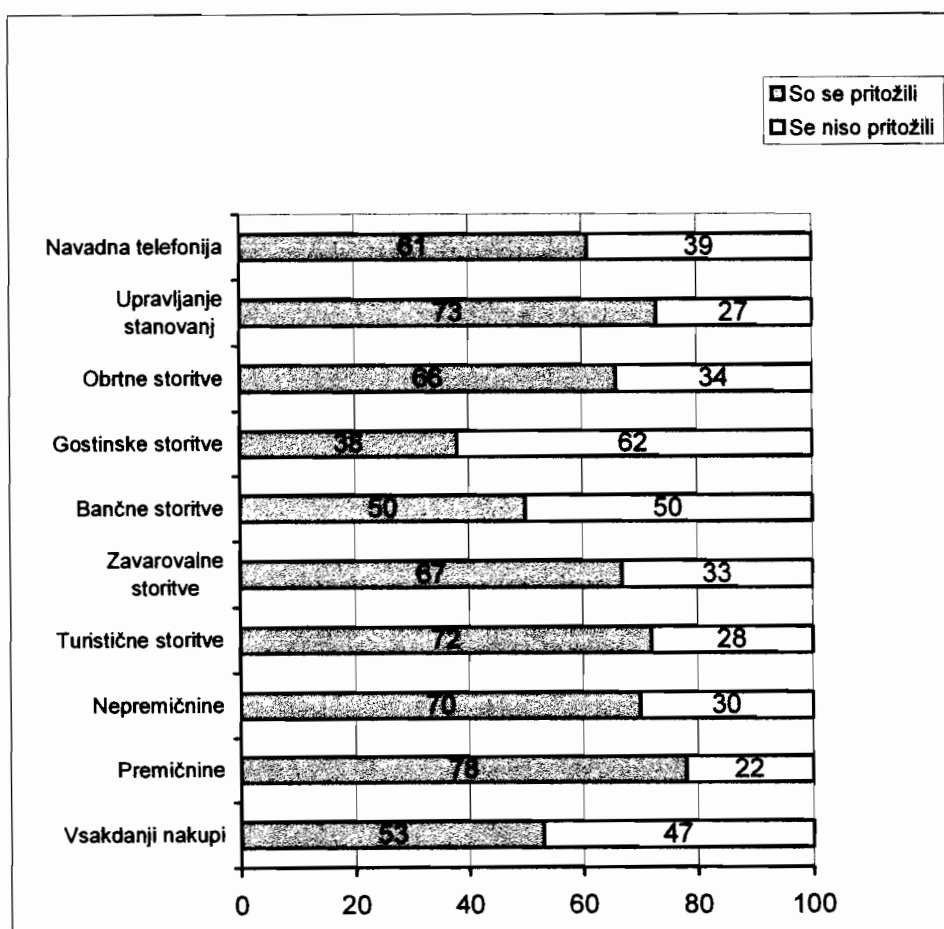 So se pritožili
Se niso pritožili
Navadna telefonija
61 39
Upravljanje
stanovanj
73 27
Obrtne storitve
66 34
Gostinske storitve
38 62
Bančne storitve
50 50
Zavarovalne
storitve
67 33
Turistične storitve
72 28
Nepremičnine
70 30
Premičnine
78 22
Vsakdanji nakupi
53 47
0 20 40 60 80 100